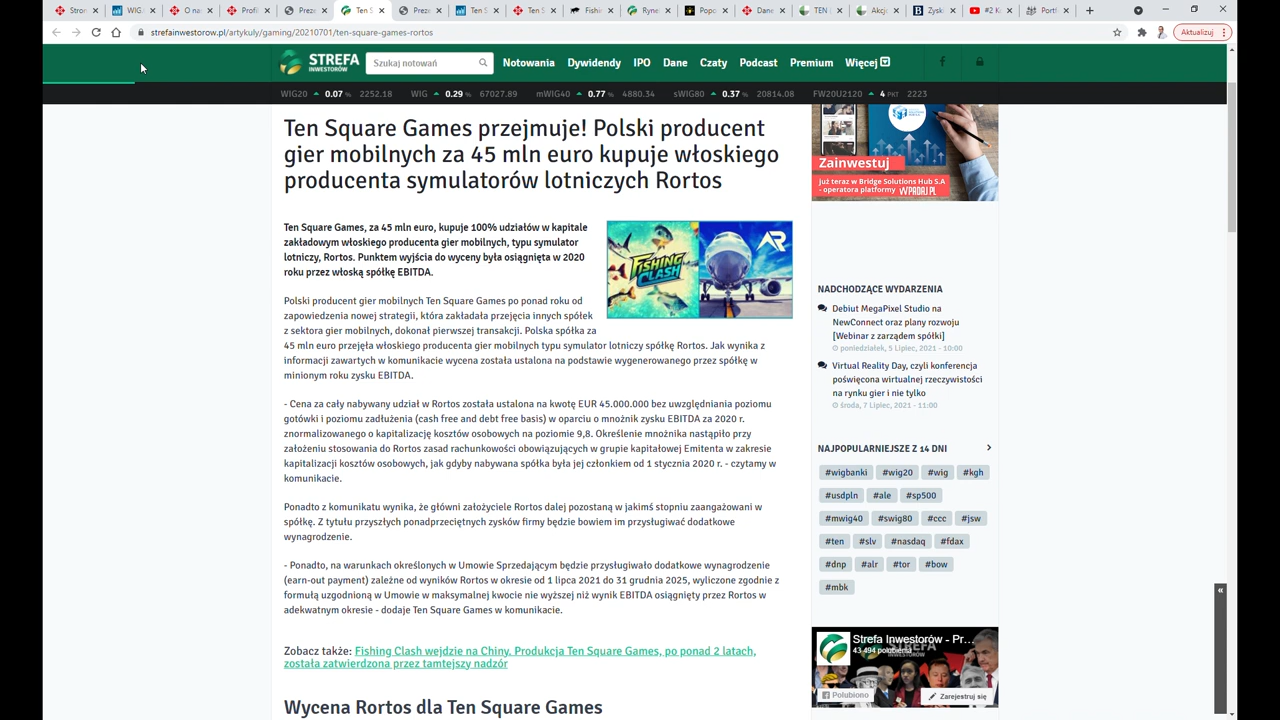 Stron
WIG.
O na
Profil
Preze
Ten S
Preze
Ten S
Ten S
Fishin
Ryne
Popc
Dane
TEN (
Akcjo
Zyski
#2 K
Portf
strefainwestorow.pl/artykuly/gaming/20210701/ten-square-games-rortos
Aktualizuj
STREFA
INWESTORÓW
Szukaj notowań
Notowania Dywidendy IPO Dane Czaty Podcast Premium Więcej
WIG20 0.07 % 2252.18 WIG 0.29 % 67027.89 mWIG40 0.77 % 4880.34 sWIG80 0.37 % 20814.08 FW20U2120 4 PKT 2223
Ten Square Games przejmuje! Polski producent
gier mobilnych za 45 mln euro kupuje włoskiego
producenta symulatorów lotniczych Rortos
Ten Square Games, za 45 mln euro, kupuje 100% udziałów w kapitale
zakładowym włoskiego producenta gier mobilnych, typu symulator
lotniczy, Rortos. Punktem wyjścia do wyceny była osiągnięta w 2020
roku przez włoską spółkę EBITDA.
FISHING
CLASH
Polski producent gier mobilnych Ten Square Games po ponad roku od
zapowiedzenia nowej strategii, która zakładała przejęcia innych spółek
z sektora gier mobilnych, dokonał pierwszej transakcji. Polska spółka za
45 mln euro przejęła włoskiego producenta gier mobilnych typu symulator lotniczy spółkę Rortos. Jak wynika z
informacji zawartych w komunikacie wycena została ustalona na podstawie wygenerowanego przez spółkę w
minionym roku zysku EBITDA.
- Cena za cały nabywany udział w Rortos została ustalona na kwotę EUR 45.000.000 bez uwzględniania poziomu
gotówki i poziomu zadłużenia (cash free and debt free basis) w oparciu o mnożnik zysku EBITDA za 2020 r.
znormalizowanego o kapitalizację kosztów osobowych na poziomie 9,8. Określenie mnożnika nastąpiło przy
założeniu stosowania do Rortos zasad rachunkowości obowiązujących w grupie kapitałowej Emitenta w zakresie
kapitalizacji kosztów osobowych, jak gdyby nabywana spółka była jej członkiem od 1 stycznia 2020 r. - czytamy w
komunikacie.
Ponadto z komunikatu wynika, że główni założyciele Rortos dalej pozostaną w jakimś stopniu zaangażowani w
spółkę. Z tytułu przyszłych ponadprzeciętnych zysków firmy będzie bowiem im przysługiwać dodatkowe
wynagrodzenie.
- Ponadto, na warunkach określonych w Umowie Sprzedającym będzie przysługiwało dodatkowe wynagrodzenie
(earn-out payment) zależne od wyników Rortos w okresie od 1 lipca 2021 do 31 grudnia 2025, wyliczone zgodnie z
formułą uzgodnioną w Umowie w maksymalnej kwocie nie wyższej niż wynik EBITDA osiągnięty przez Rortos w
adekwatnym okresie - dodaje Ten Square Games w komunikacie.
Zobacz także: Fishing Clash wejdzie na Chiny. Produkcja Ten Square Games, po ponad 2 latach,
została zatwierdzona przez tamtejszy nadzór
Wycena Rortos dla Ten Square Games
Zainwestuj
już teraz w Bridge Solutions Hub S.A
- operatora platformy WPADAJ.PL
NADCHODZĄCE WYDARZENIA
Debiut MegaPixel Studio na
NewConnect oraz plany rozwoju
[Webinar z zarządem spółki]
poniedziałek, 5 Lipiec, 2021 - 10:00
Virtual Reality Day, czyli konferencja
poświęcona wirtualnej rzeczywistości
na rynku gier i nie tylko
środa, 7 Lipiec, 2021 - 11:00
NAJPOPULARNIEJSZE Z 14 DNI
#wigbanki #wig20 #wig #kgh
#usdpln #ale #sp500
#mwig40 #swig80 #ccc #jsw
#ten #slv #nasdaq #fdax
#dnp #alr #tor #bow
#mbk
Strefa Inwestorów - Pr...
43 494 polubienia
Polubiono
Zarejestruj się